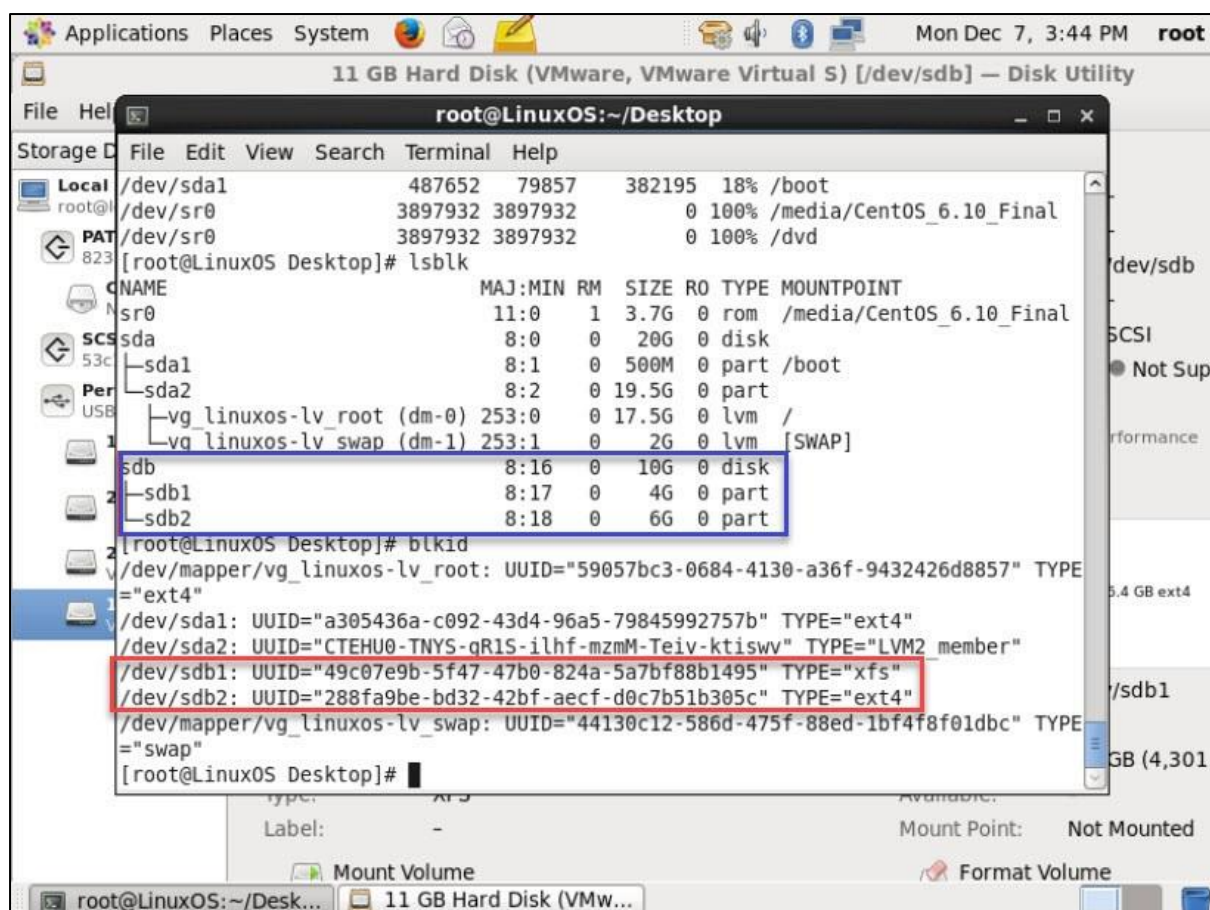 Applications Places System Mon Dec 7, 3:44 PM root
11 GB Hard Disk (VMware, VMware Virtual S) [/dev/sdb] — Disk Utility
File Hel
root@LinuxOS:~/Desktop
Storage D
File Edit View Search Terminal Help
Local
root@l
PAT
823
SCS
53c
Per
USB
/dev/sda1 487652 79857 382195 18% /boot
/dev/sr0 3897932 3897932 0 100% /media/CentOS_6.10_Final
/dev/sr0 3897932 3897932 0 100% /dvd
[root@LinuxOS Desktop]# lsblk
NAME MAJ:MIN RM SIZE RO TYPE MOUNTPOINT
sr0 11:0 1 3.7G 0 rom /media/CentOS_6.10_Final
sda 8:0 0 20G 0 disk
├─sda1 8:1 0 500M 0 part /boot
└─sda2 8:2 0 19.5G 0 part
├─vg_linuxos-lv_root (dm-0) 253:0 0 17.5G 0 lvm /
└─vg_linuxos-lv_swap (dm-1) 253:1 0 2G 0 lvm [SWAP]
sdb 8:16 0 10G 0 disk
├─sdb1 8:17 0 4G 0 part
└─sdb2 8:18 0 6G 0 part
[root@LinuxOS Desktop]# blkid
/dev/mapper/vg_linuxos-lv_root: UUID="59057bc3-0684-4130-a36f-9432426d8857" TYPE
="ext4"
/dev/sda1: UUID="a305436a-c092-43d4-96a5-79845992757b" TYPE="ext4"
/dev/sda2: UUID="CTEHU0-TNYS-qR1S-ilhf-mzmM-Teiv-ktiswv" TYPE="LVM2_member"
/dev/sdb1: UUID="49c07e9b-5f47-47b0-824a-5a7bf88b1495" TYPE="xfs"
/dev/sdb2: UUID="288fa9be-bd32-42bf-aecf-d0c7b51b305c" TYPE="ext4"
/dev/mapper/vg_linuxos-lv_swap: UUID="44130c12-586d-475f-88ed-1bf4f8f01dbc" TYPE
="swap"
[root@LinuxOS Desktop]#
/dev/sdb
SCSI
Not Sup
rformance
5.4 GB ext4
/sdb1
GB (4,301
Label: - Mount Point: Not Mounted
Mount Volume Format Volume
root@LinuxOS:~/Desk... 11 GB Hard Disk (VMw...